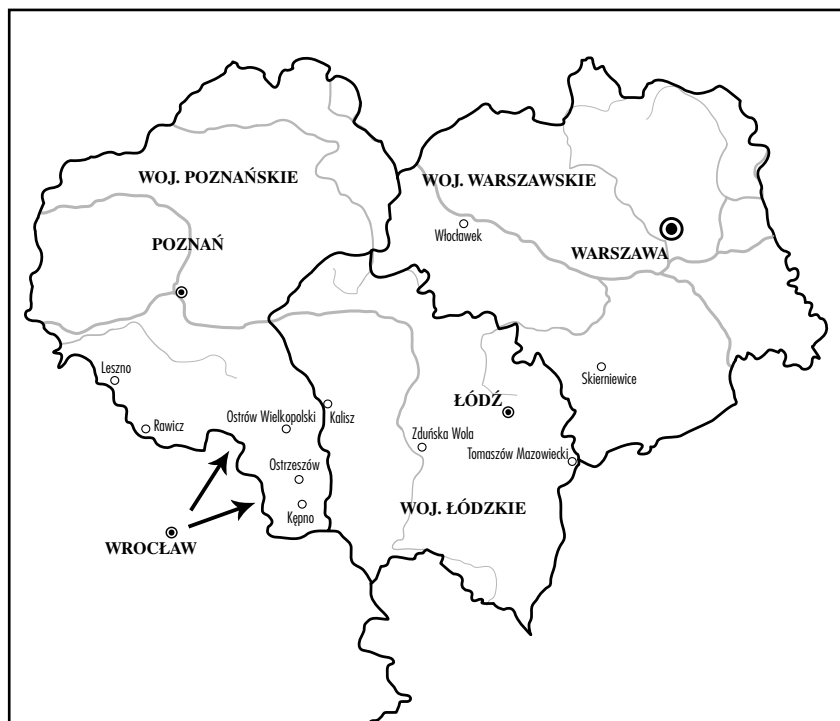 WOJ. POZNAŃSKIE
WOJ. WARSZAWSKIE
Włocławek
POZNAŃ
WARSZAWA
Leszno
Skierniewice
Rawicz
Ostrów Wielkopolski
Kalisz
ŁÓDŹ
Zduńska Wola
Tomaszów Mazowiecki
Ostrzeszów
Kępno
WOJ. ŁÓDZKIE
WROCŁAW